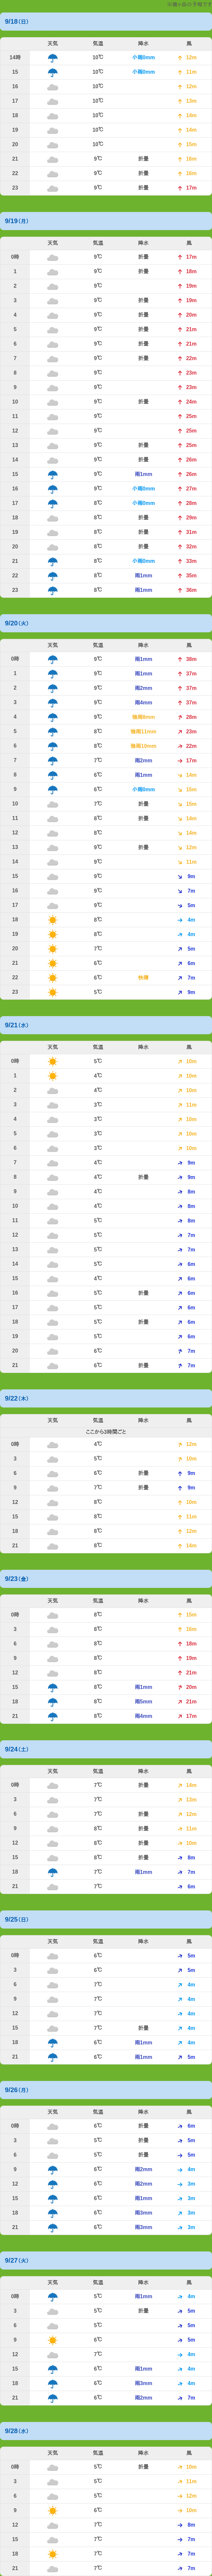 9/18(日)
天気 気温 降水 風
14時 10℃ 小雨0mm 12m
15 10℃ 小雨0mm 11m
16 10℃ 12m
17 10℃ 13m
18 10℃ 14m
19 10℃ 14m
20 10℃ 15m
21 9℃ 折曇 16m
22 9℃ 折曇 16m
23 9℃ 折曇 17m
9/19(月)
天気 気温 降水 風
0時 9℃ 折曇 17m
1 9℃ 折曇 18m
2 9℃ 19m
3 9℃ 折曇 19m
4 9℃ 折曇 20m
5 9℃ 折曇 21m
6 9℃ 折曇 21m
7 9℃ 折曇 22m
8 9℃ 23m
9 9℃ 23m
10 9℃ 折曇 24m
11 9℃ 25m
12 9℃ 25m
13 9℃ 折曇 25m
14 9℃ 折曇 26m
15 9℃ 雨1mm 26m
16 9℃ 小雨0mm 27m
17 8℃ 小雨0mm 28m
18 8℃ 折曇 29m
19 8℃ 折曇 31m
20 8℃ 折曇 32m
21 8℃ 小雨0mm 33m
22 8℃ 雨1mm 35m
23 8℃ 雨1mm 36m
9/20(火)
天気 気温 降水 風
0時 9℃ 雨1mm 38m
1 9℃ 雨1mm 37m
2 9℃ 雨2mm 37m
3 9℃ 雨4mm 37m
4 9℃ 強雨8mm 28m
5 8℃ 強雨11mm 23m
6 8℃ 強雨10mm 22m
7 7℃ 雨2mm 17m
8 6℃ 雨1mm 14m
9 6℃ 小雨0mm 15m
10 7℃ 折曇 15m
11 8℃ 折曇 14m
12 8℃ 14m
13 9℃ 折曇 12m
14 9℃ 11m
15 9℃ 9m
16 9℃ 7m
17 9℃ 5m
18 8℃ 4m
19 8℃ 4m
20 7℃ 5m
21 6℃ 6m
22 6℃ 快晴 7m
23 5℃ 9m
9/21(水)
天気 気温 降水 風
0時 5℃ 10m
1 4℃ 10m
2 4℃ 10m
3 3℃ 11m
4 3℃ 10m
5 3℃ 10m
6 3℃ 10m
7 4℃ 9m
8 4℃ 折曇 9m
9 4℃ 8m
10 4℃ 8m
11 5℃ 8m
12 5℃ 7m
13 5℃ 7m
14 5℃ 6m
15 4℃ 6m
16 5℃ 折曇 6m
17 5℃ 6m
18 5℃ 折曇 6m
19 5℃ 6m
20 6℃ 7m
21 6℃ 折曇 7m
9/22(木)
天気 気温 降水 風
ここから3時間ごと
0時 4℃ 12m
3 5℃ 10m
6 6℃ 折曇 9m
9 7℃ 折曇 9m
12 8℃ 10m
15 8℃ 11m
18 8℃ 12m
21 8℃ 14m
9/23(金)
天気 気温 降水 風
0時 8℃ 15m
3 8℃ 16m
6 8℃ 18m
9 8℃ 19m
12 8℃ 21m
15 8℃ 雨1mm 20m
18 8℃ 雨5mm 21m
21 8℃ 雨4mm 17m
9/24(土)
天気 気温 降水 風
0時 7℃ 折曇 14m
3 7℃ 13m
6 7℃ 折曇 12m
9 8℃ 折曇 11m
12 8℃ 折曇 10m
15 8℃ 折曇 8m
18 7℃ 雨1mm 7m
21 7℃ 6m
9/25(日)
天気 気温 降水 風
0時 6℃ 5m
3 6℃ 5m
6 7℃ 4m
9 7℃ 4m
12 7℃ 4m
15 7℃ 折曇 4m
18 6℃ 雨1mm 4m
21 6℃ 雨1mm 5m
9/26(月)
天気 気温 降水 風
0時 6℃ 折曇 6m
3 5℃ 折曇 5m
6 5℃ 折曇 5m
9 6℃ 雨2mm 4m
12 6℃ 雨2mm 3m
15 6℃ 雨1mm 3m
18 6℃ 雨3mm 3m
21 6℃ 雨3mm 3m
9/27(火)
天気 気温 降水 風
0時 5℃ 雨1mm 4m
3 5℃ 折曇 5m
6 5℃ 5m
9 6℃ 5m
12 7℃ 4m
15 6℃ 雨1mm 4m
18 6℃ 雨3mm 4m
21 6℃ 雨2mm 7m
9/28(水)
天気 気温 降水 風
0時 5℃ 折曇 10m
3 5℃ 11m
6 5℃ 12m
9 6℃ 10m
12 7℃ 8m
15 7℃ 7m
18 7℃ 7m
21 7℃ 7m